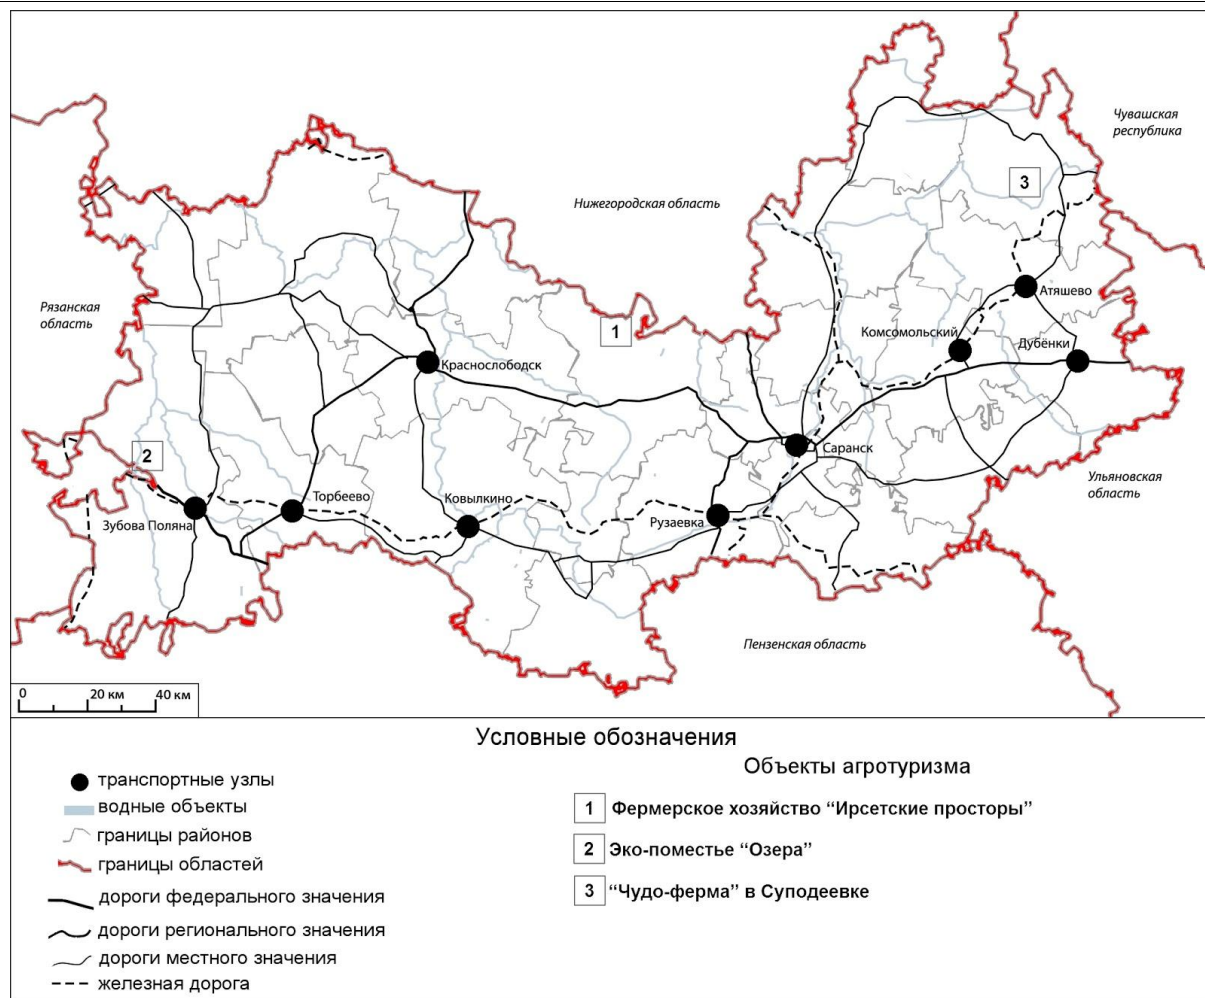 Чувашская
республика
3
Нижегородская область
Рязанская
область
Атяшево
1
Комсомольский
Дубёнки
Краснослободск
Саранск
2
Ульяновская
область
Торбеево
Ковылкино
Зубова Поляна
Рузаевка
Пензенская область
0 20 км 40 км
Условные обозначения
транспортные узлы
водные объекты
границы районов
границы областей
дороги федерального значения
дороги регионального значения
дороги местного значения
железная дорога
Объекты агротуризма
1 Фермерское хозяйство “Ирсетские просторы”
2 Эко-поместье “Озера”
3 “Чудо-ферма” в Суподеевке